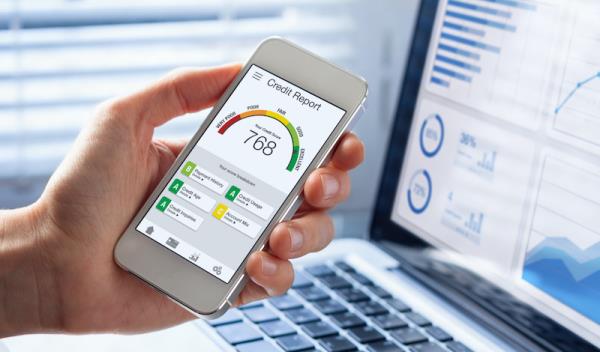 Credit Report
VERY POOR
POOR
FAIR
GOOD
EXCELLENT
Your Credit Score
768
Your score breakdown
B
Payment History
A
Credit Usage
A
Credit Age
C
Account Mix
A
Credit Inquiries
85%
36%
72%